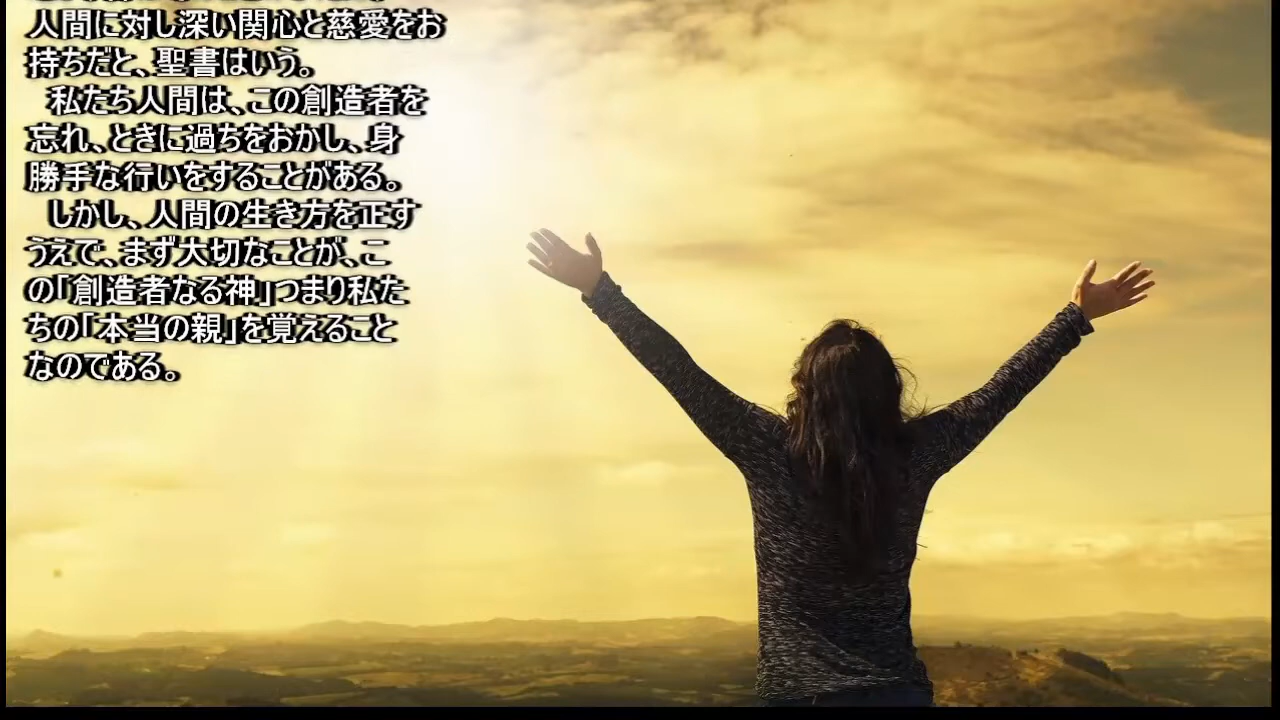 人間に対し深い関心と慈愛をお
持ちだと、聖書はいう。
私たち人間は、この創造者を
忘れ、ときに過ちをおかし、身
勝手な行いをすることがある。
しかし、人間の生き方を正す
うえで、まず大切なことが、こ
の「創造者なる神」つまり私た
ちの「本当の親」を覚えること
なのである。